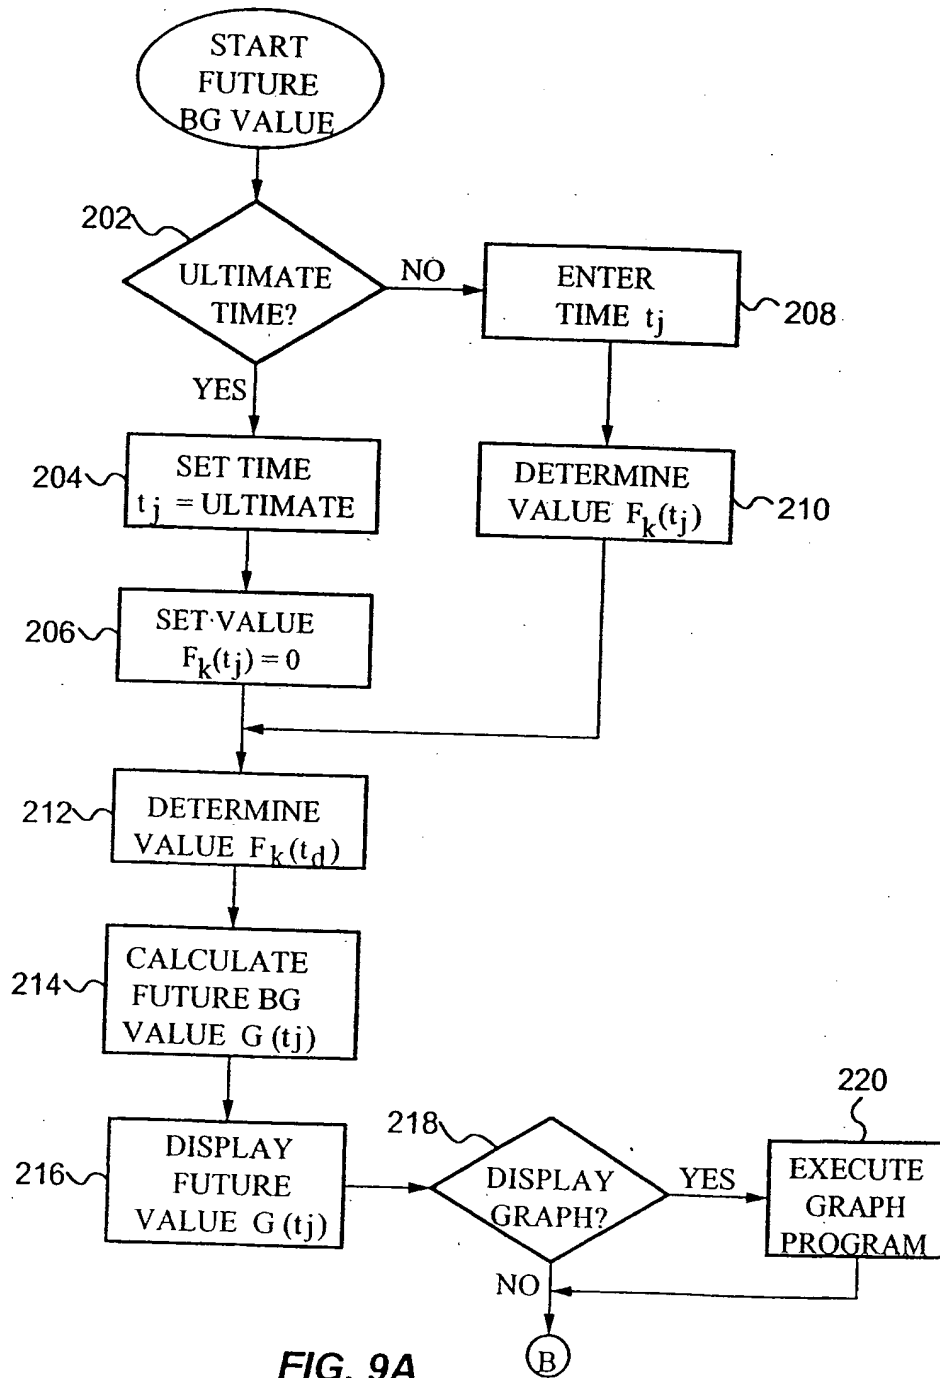 START
FUTURE
BG VALUE
202
ULTIMATE
TIME?
NO
ENTER
TIME tj
208
YES
204
SET TIME
tj = ULTIMATE
DETERMINE
VALUE Fk(tj)
210
206
SET VALUE
Fk(tj) = 0
212
DETERMINE
VALUE Fk(td)
214
CALCULATE
FUTURE BG
VALUE G (tj)
216
DISPLAY
FUTURE
VALUE G (tj)
218
DISPLAY
GRAPH?
YES
220
EXECUTE
GRAPH
PROGRAM
NO
B
FIG. 9A